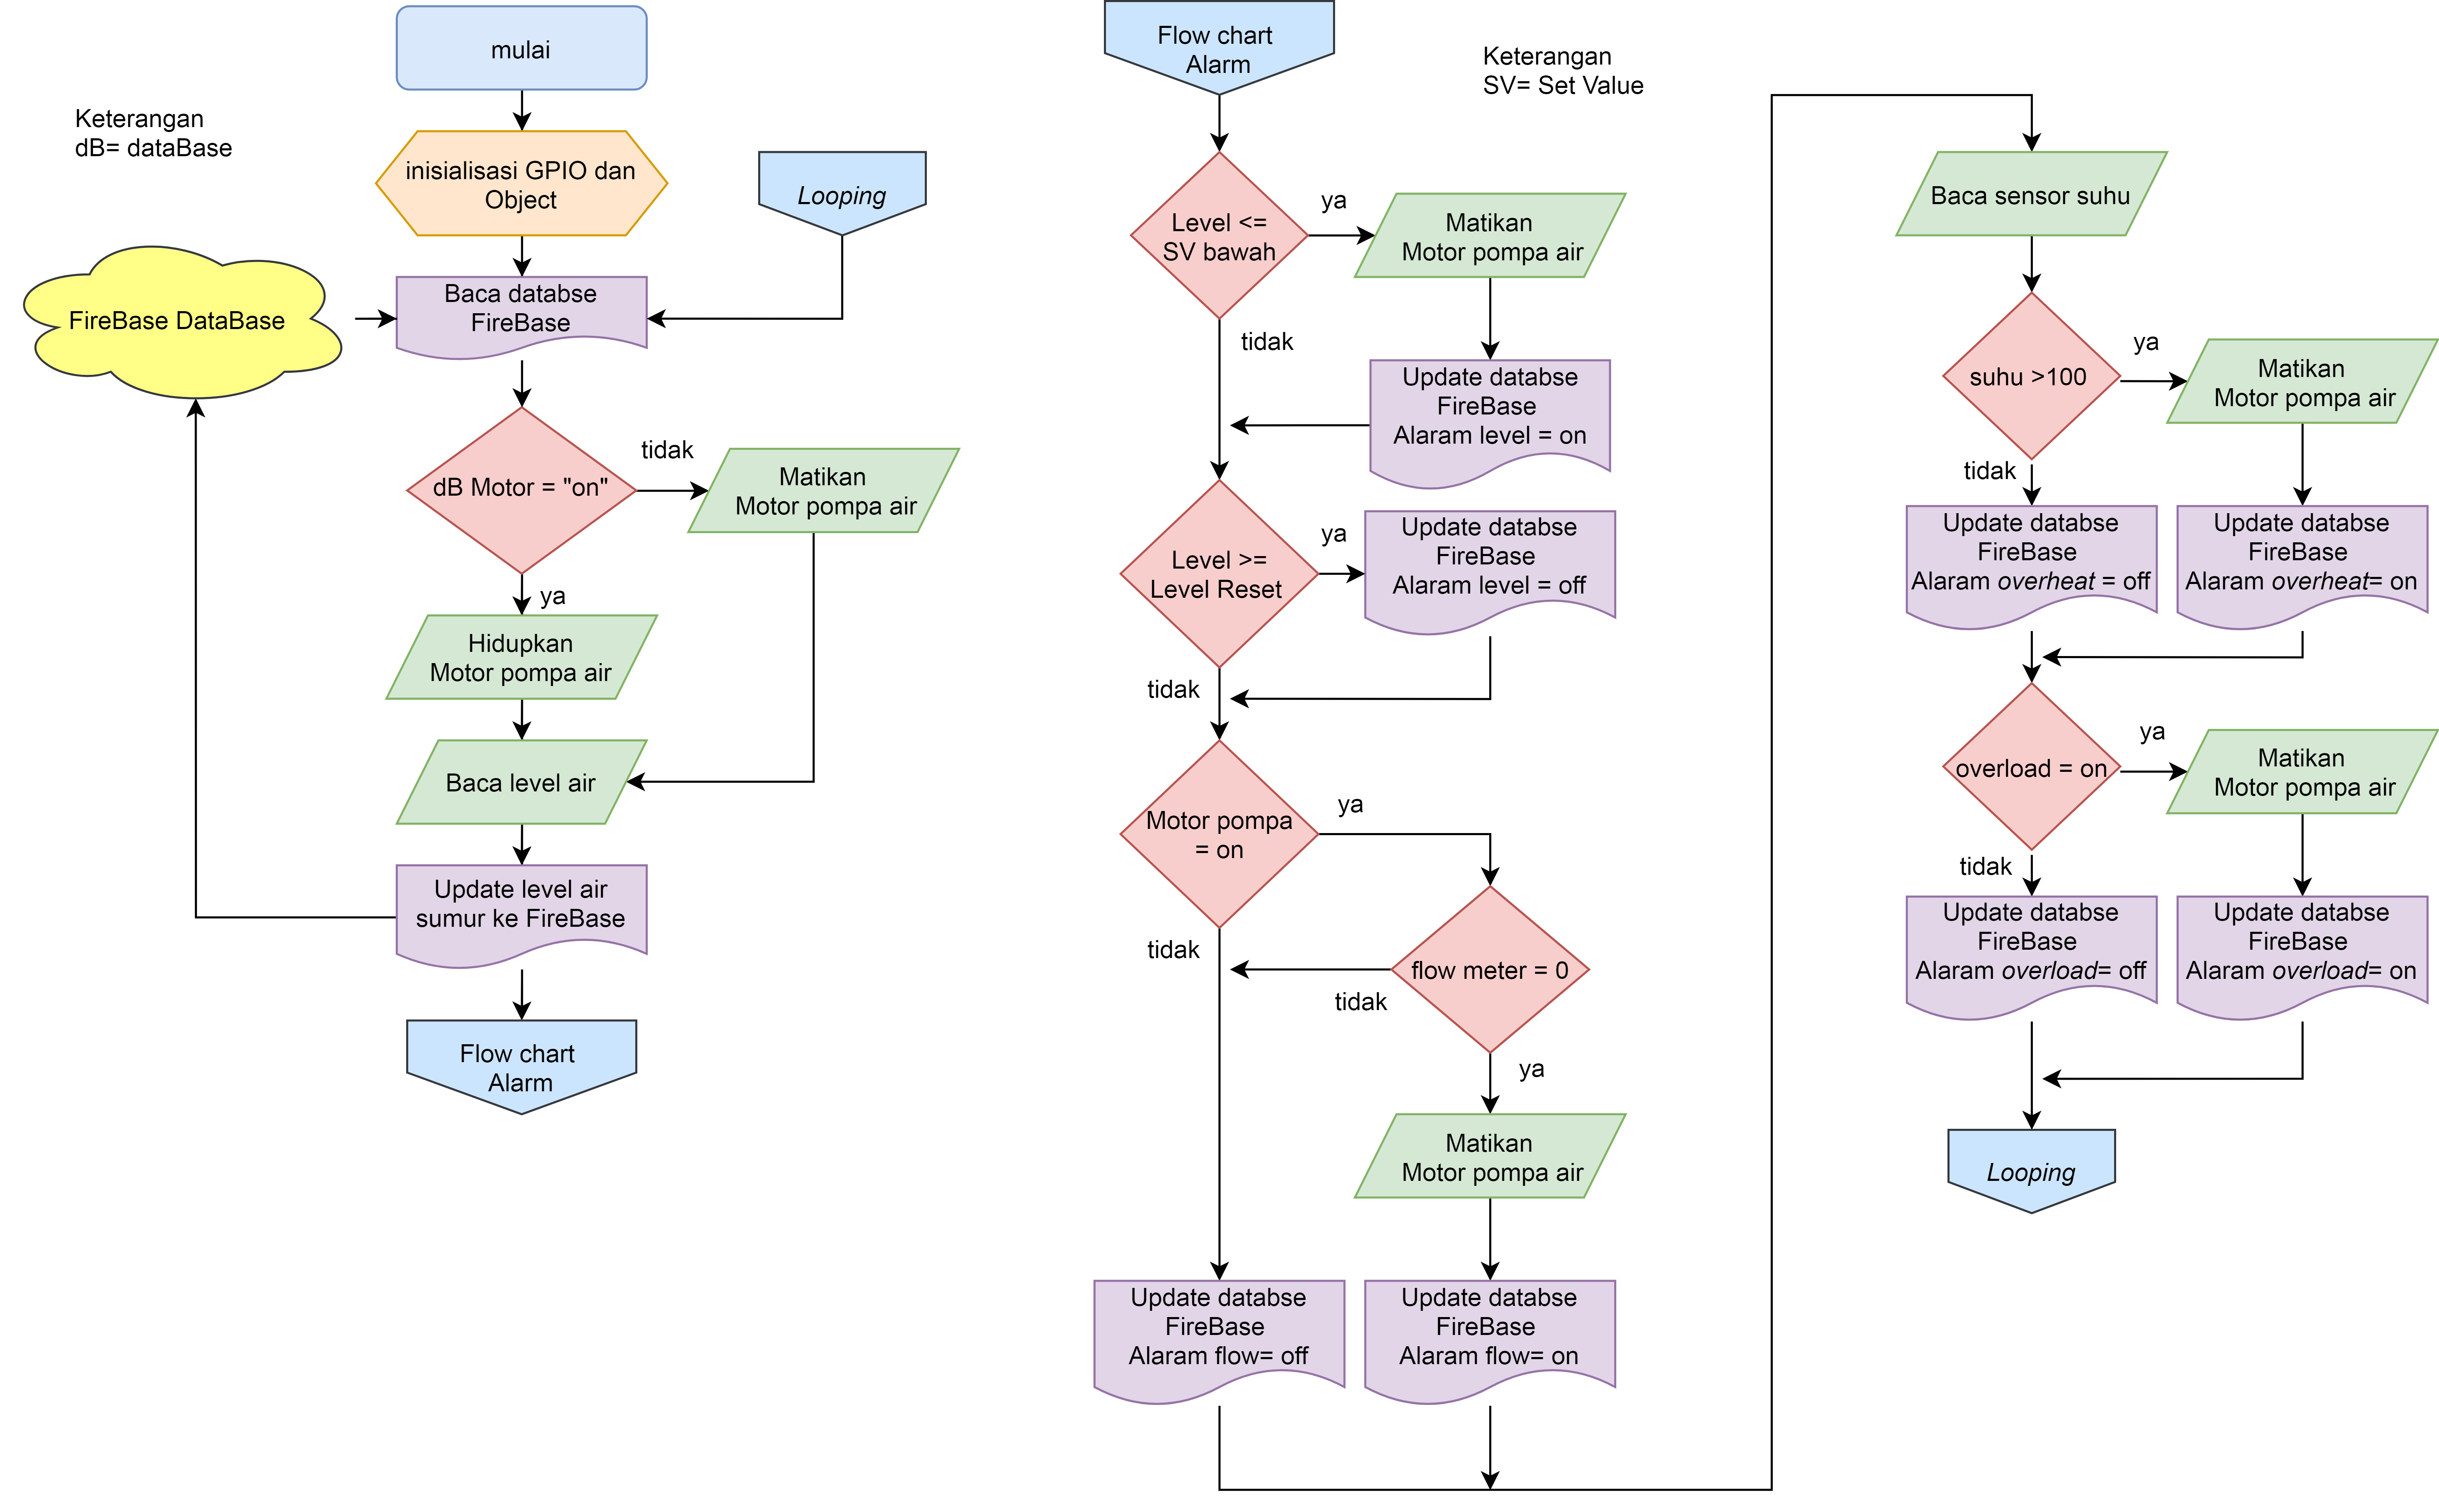 mulai
Keterangan
dB= dataBase
inisialisasi GPIO dan
Object
Looping
FireBase DataBase
Baca databse
FireBase
dB Motor = "on"
tidak
Matikan
Motor pompa air
ya
Hidupkan
Motor pompa air
Baca level air
Update level air
sumur ke FireBase
Flow chart
Alarm
Flow chart
Alarm
Keterangan
SV= Set Value
Level <=
SV bawah
ya
Matikan
Motor pompa air
tidak
Update databse
FireBase
Alaram level = on
Level >=
Level Reset
ya
Update databse
FireBase
Alaram level = off
tidak
Motor pompa
= on
ya
tidak
flow meter = 0
tidak
ya
Matikan
Motor pompa air
Update databse
FireBase
Alaram flow= off
Update databse
FireBase
Alaram flow= on
Baca sensor suhu
suhu >100
ya
Matikan
Motor pompa air
tidak
Update databse
FireBase
Alaram overheat = off
Update databse
FireBase
Alaram overheat= on
overload = on
ya
Matikan
Motor pompa air
tidak
Update databse
FireBase
Alaram overload= off
Update databse
FireBase
Alaram overload= on
Looping